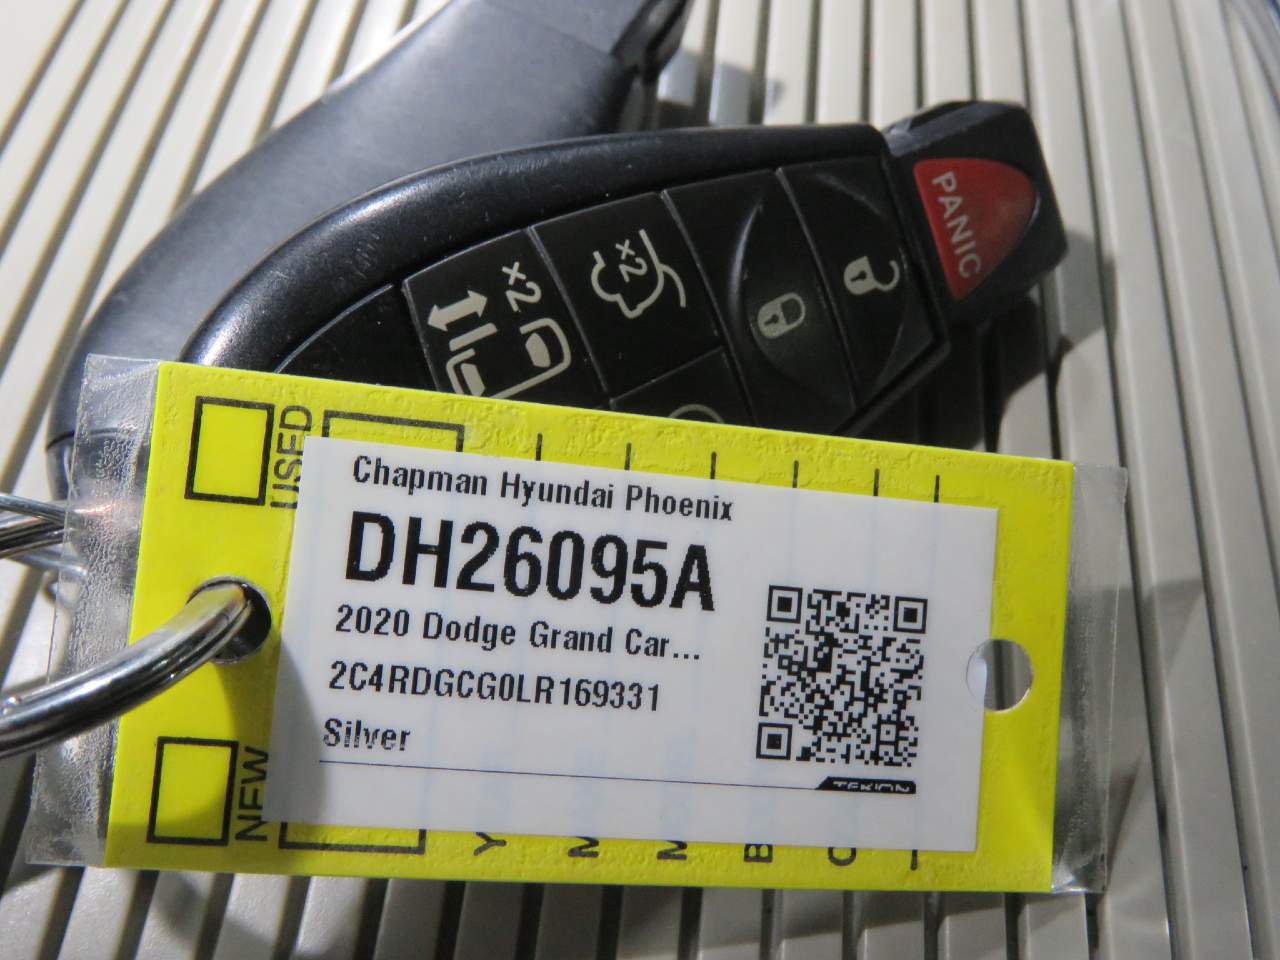 PANIC
x2
x2
USED
Chapman Hyundai Phoenix
DH26095A
2020 Dodge Grand Car...
2C4RDGCG0LR169331
Silver
TEKION
NEW
Y
M
M
B
C